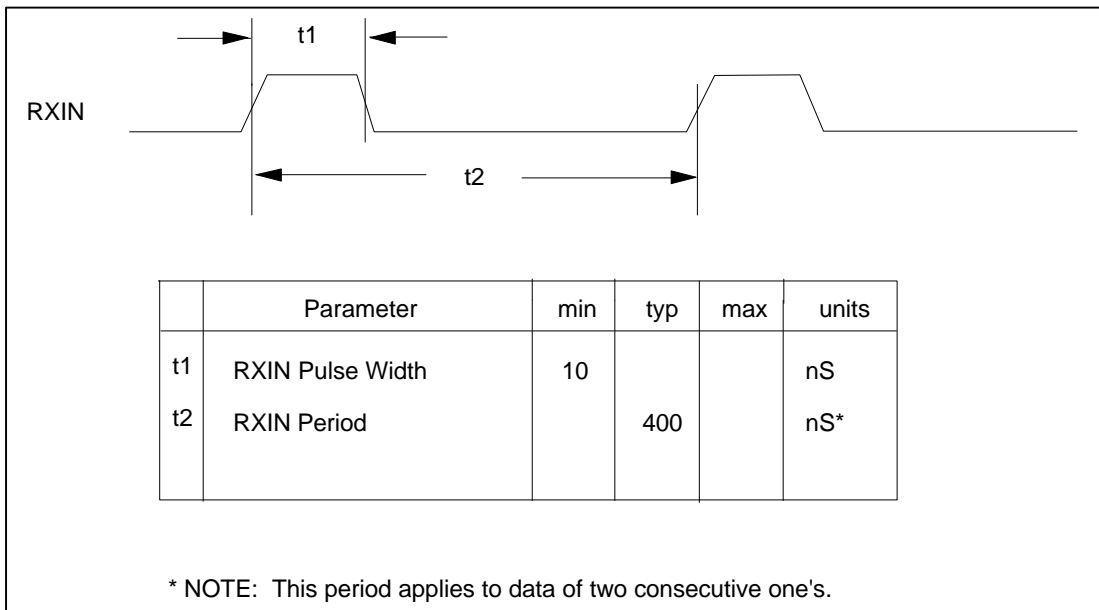 t1
RXIN
t2
Parameter min typ max units
t1 RXIN Pulse Width 10 nS
t2 RXIN Period 400 nS*
* NOTE: This period applies to data of two consecutive one's.